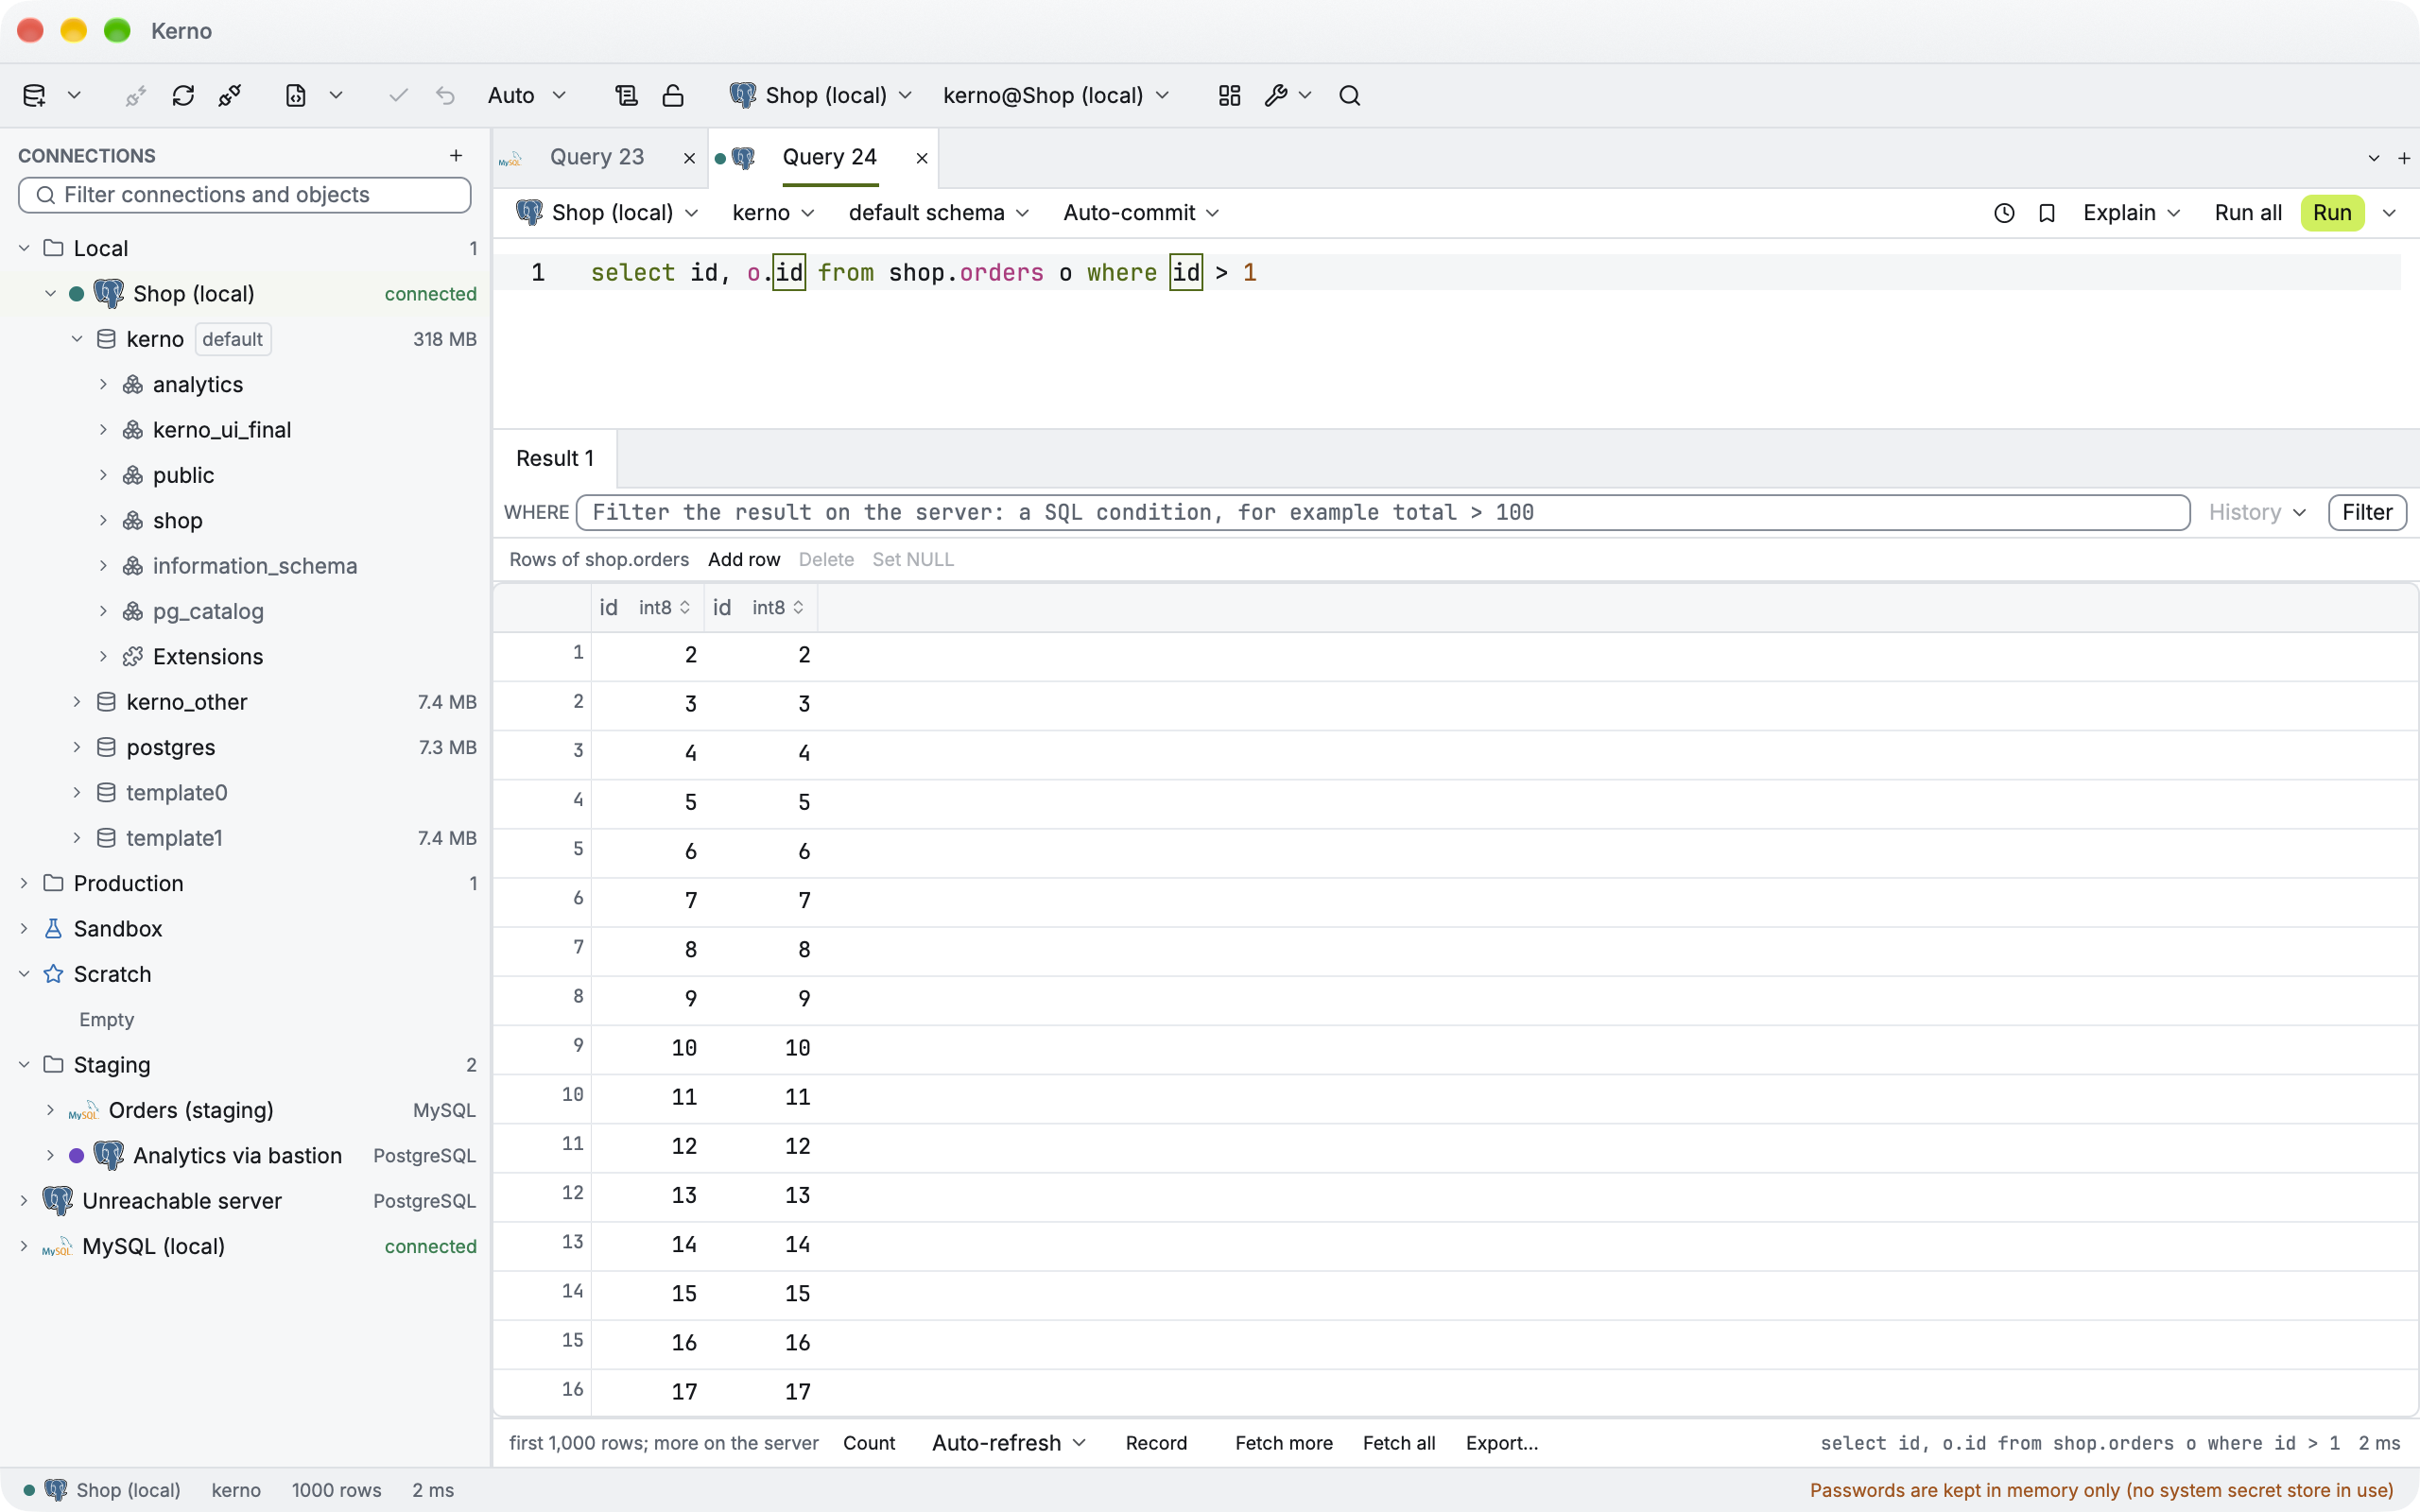 Kerno
Auto
Shop (local)
kerno@Shop (local)
CONNECTIONS
Filter connections and objects
Local 1
Shop (local) connected
kerno default 318 MB
analytics
kerno_ui_final
public
shop
information_schema
pg_catalog
Extensions
kerno_other 7.4 MB
postgres 7.3 MB
template0
template1 7.4 MB
Production 1
Sandbox
Scratch
Empty
Staging 2
MySQL Orders (staging) MySQL
Analytics via bastion PostgreSQL
Unreachable server PostgreSQL
MySQL MySQL (local) connected
MySQL Query 23
Query 24
Shop (local) kerno default schema Auto-commit Explain Run all Run
1 select id, o.id from shop.orders o where id > 1
Result 1
WHERE Filter the result on the server: a SQL condition, for example total > 100 History Filter
Rows of shop.orders Add row Delete Set NULL
id int8 id int8
1 2 2
2 3 3
3 4 4
4 5 5
5 6 6
6 7 7
7 8 8
8 9 9
9 10 10
10 11 11
11 12 12
12 13 13
13 14 14
14 15 15
15 16 16
16 17 17
first 1,000 rows; more on the server Count Auto-refresh Record Fetch more Fetch all Export... select id, o.id from shop.orders o where id > 1 2 ms
Shop (local) kerno 1000 rows 2 ms Passwords are kept in memory only (no system secret store in use)